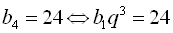 b₄ = 24 ⇔ b₁q³ = 24